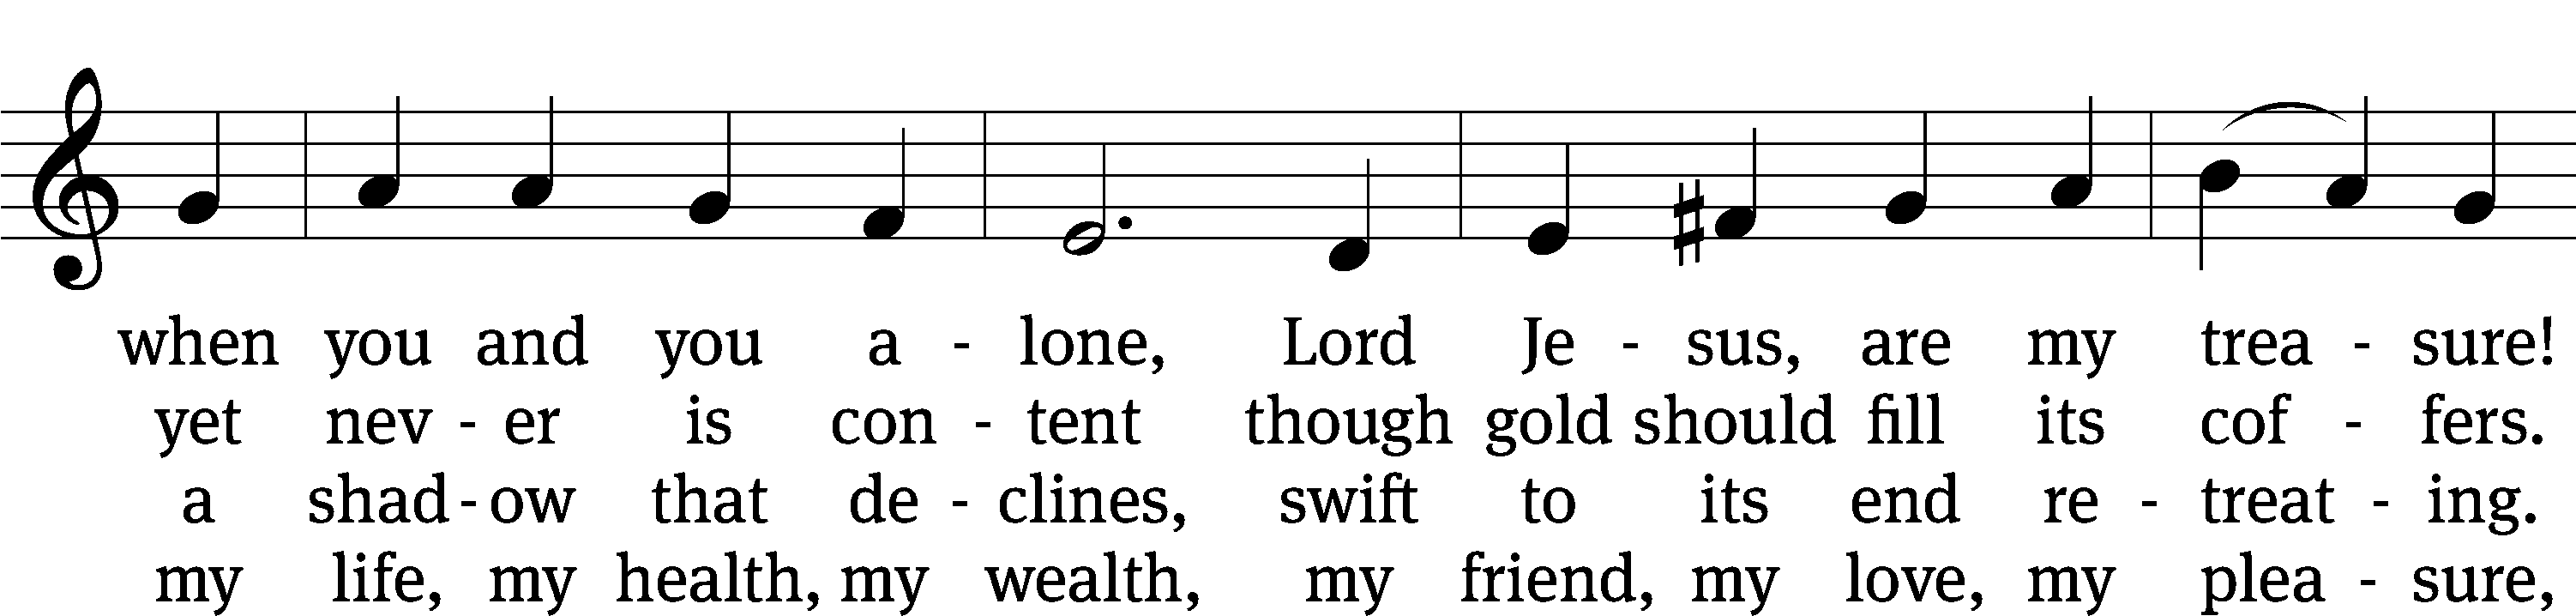 when you and you a - lone, Lord Je - sus, are my trea - sure!
yet nev - er is con - tent though gold should fill its cof - fers.
a shad - ow that de - clines, swift to its end re - treat - ing.
my life, my health, my wealth, my friend, my love, my plea - sure,